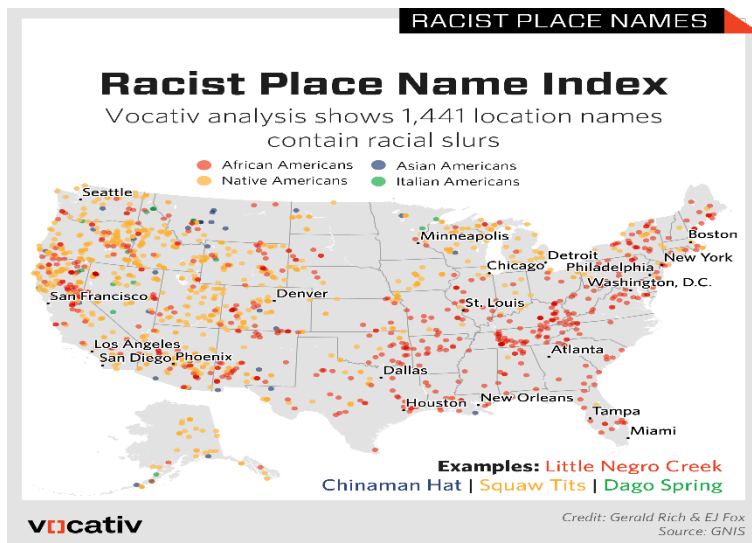 RACIST PLACE NAMES
Racist Place Name Index
Vocativ analysis shows 1,441 location names
contain racial slurs
African Americans Asian Americans
Native Americans Italian Americans
Seattle
Minneapolis
Boston
Detroit
New York
Chicago
Philadelphia
Washington, D.C.
San Francisco
Denver
St. Louis
Los Angeles
San Diego Phoenix
Atlanta
Dallas
Houston
New Orleans
Tampa
Miami
Examples: Little Negro Creek
Chinaman Hat | Squaw Tits | Dago Spring
vocativ
Credit: Gerald Rich & EJ Fox
Source: GNIS